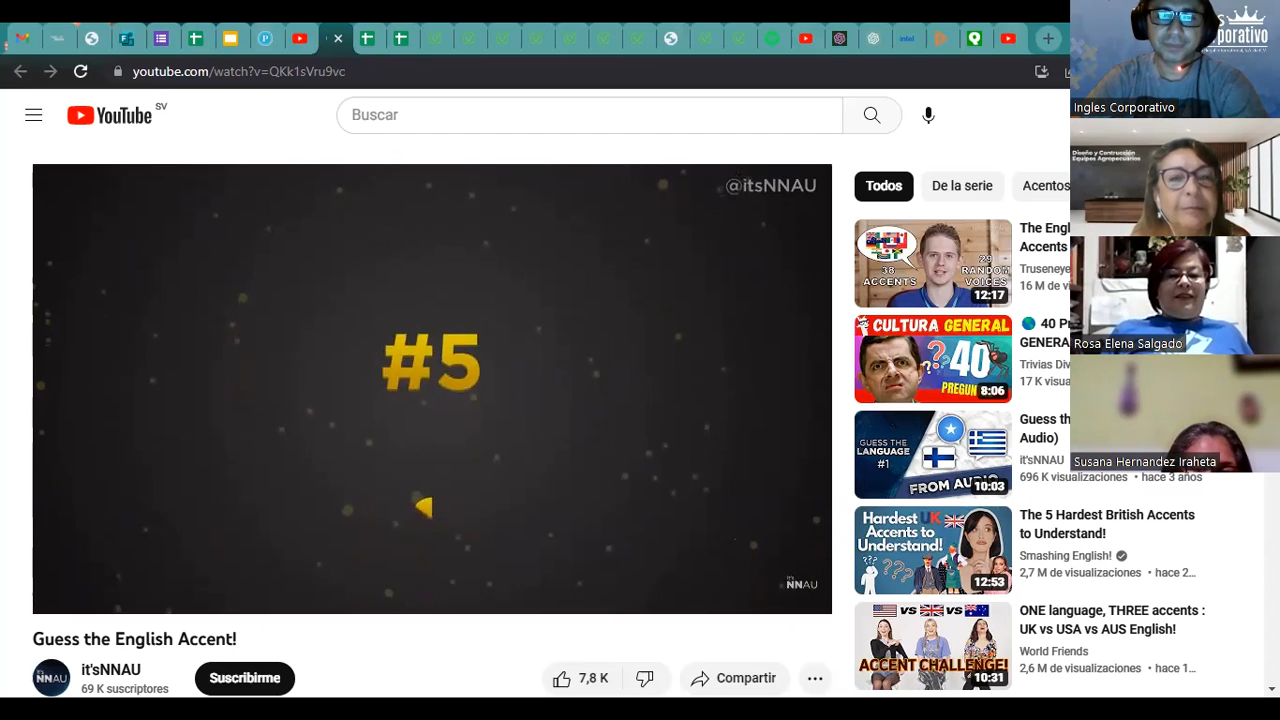 youtube.com/watch?v=QKk1sVru9vc
YouTube SV
Buscar
@itsNNAU
#5
it's
NNAU
Guess the English Accent!
it'sNNAU
69 K suscriptores
Suscribirme
7,8 K
Compartir
Todos
De la serie
Acentos
38
ACCENTS
29
RANDOM
VOICES
12:17
The Engl
Accents
Truseneye
16 M de vi
CULTURA GENERAL
40
PREGUN
8:06
40 P
GENERA
Trivias Div
17 K visua
GUESS THE
LANGUAGE
#1
FROM AUDIO
10:03
Guess th
Audio)
it'sNNAU
696 K visualizaciones • hace 3 años
Hardest UK
Accents to
Understand!
12:53
The 5 Hardest British Accents
to Understand!
Smashing English!
2,7 M de visualizaciones • hace 2...
VS VS
ACCENT CHALLENGE!
10:31
ONE language, THREE accents :
UK vs USA vs AUS English!
World Friends
2,6 M de visualizaciones • hace 1...
Ingles Corporativo
Diseño y Contrucción
Equipos Agropecuarios
Rosa Elena Salgado
Susana Hernandez Iraheta